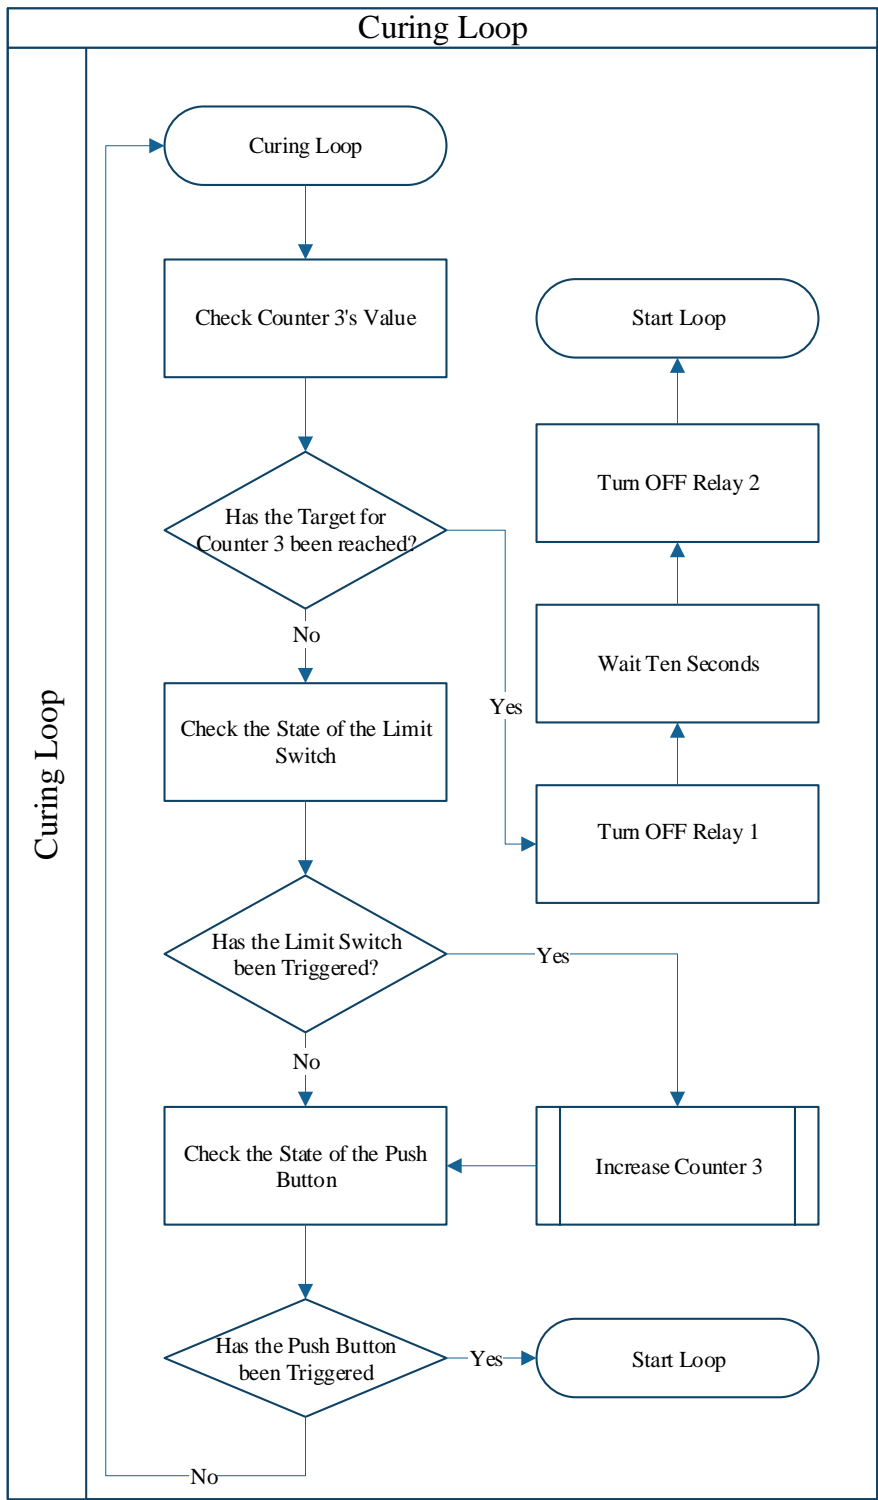 Curing Loop
Curing Loop
Curing Loop
Check Counter 3's Value
Start Loop
Turn OFF Relay 2
Has the Target for
Counter 3 been reached?
No
Wait Ten Seconds
Yes
Check the State of the Limit
Switch
Turn OFF Relay 1
Has the Limit Switch
been Triggered?
Yes
No
Check the State of the Push
Button
Increase Counter 3
Has the Push Button
been Triggered
Yes
Start Loop
No